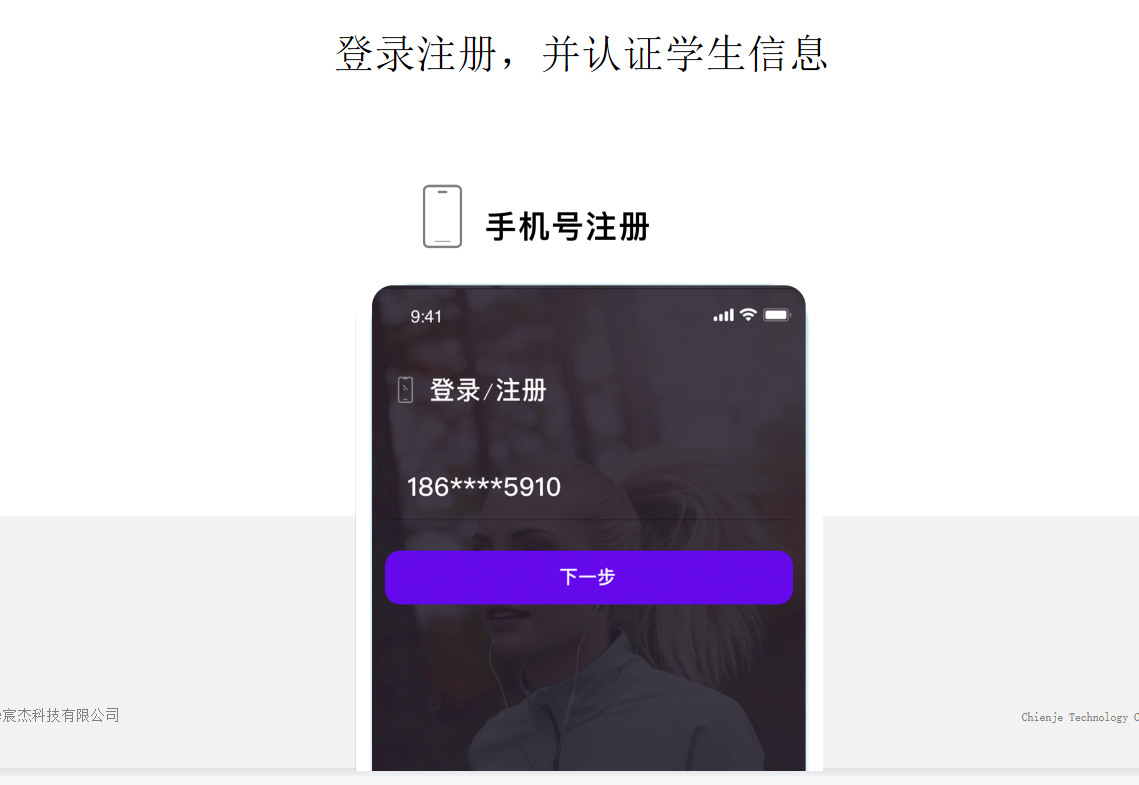 登录注册，并认证学生信息
手机号注册
9:41
登录/注册
186****5910
下一步
宸杰科技有限公司
Chienje Technology C